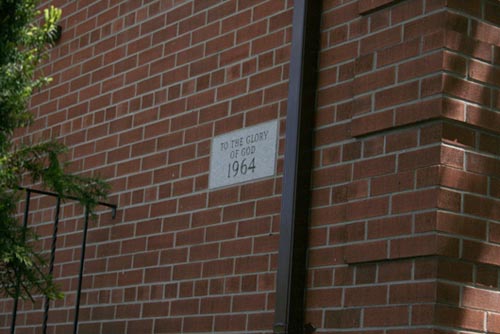 TO THE GLORY
OF GOD
1964